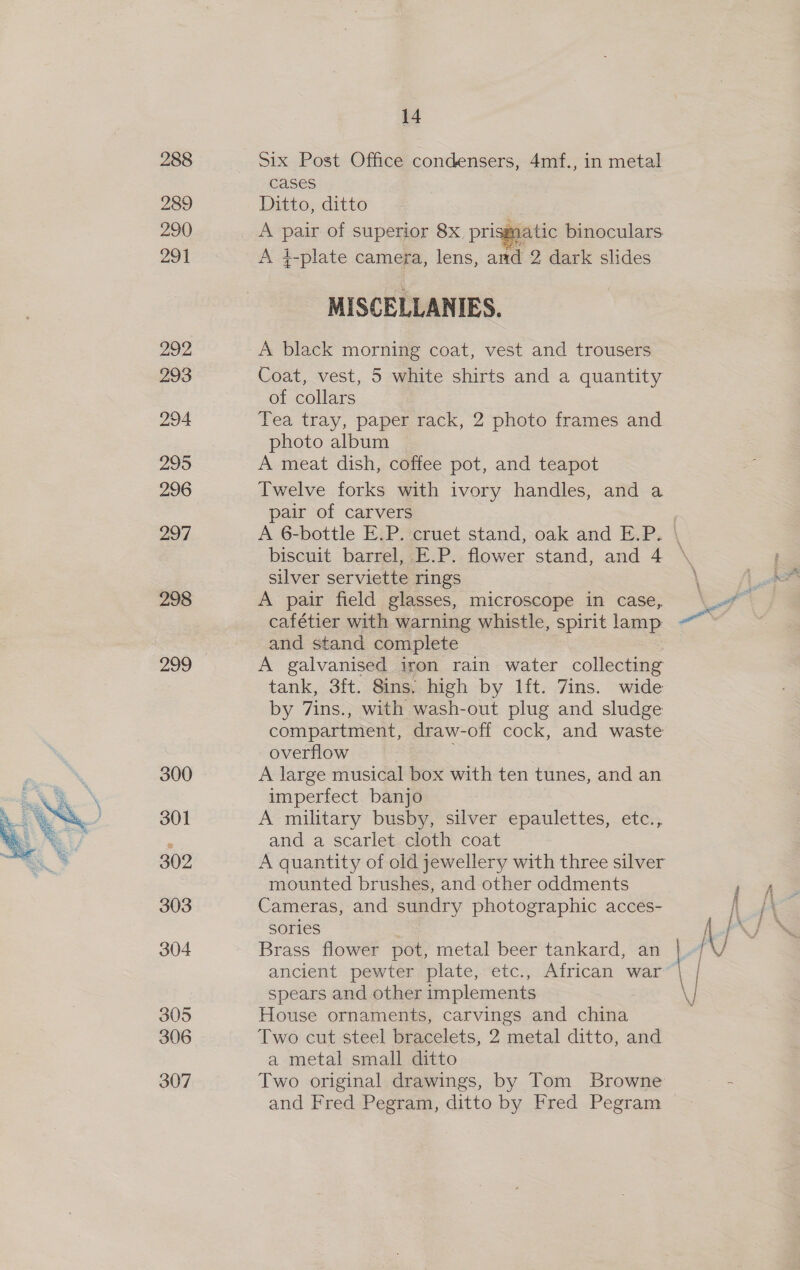 14
288 Six Post Office condensers, 4mf., in metal
cases
289 Ditto, ditto
290 A pair of superior 8x prismatic binoculars
291 A ¼-plate camera, lens, and 2 dark slides
MISCELLANIES.
292 A black morning coat, vest and trousers
293 Coat, vest, 5 white shirts and a quantity
of collars
294 Tea tray, paper rack, 2 photo frames and
photo album
295 A meat dish, coffee pot, and teapot
296 Twelve forks with ivory handles, and a
pair of carvers
297 A 6-bottle E.P. cruet stand, oak and E.P.
biscuit barrel, E.P. flower stand, and 4
silver serviette rings
298 A pair field glasses, microscope in case,
cafétier with warning whistle, spirit lamp
and stand complete
299 A galvanised iron rain water collecting
tank, 3ft. 8ins. high by 1ft. 7ins. wide
by 7ins., with wash-out plug and sludge
compartment, draw-off cock, and waste
overflow
300 A large musical box with ten tunes, and an
imperfect banjo
301 A military busby, silver epaulettes, etc.,
and a scarlet cloth coat
302 A quantity of old jewellery with three silver
mounted brushes, and other oddments
303 Cameras, and sundry photographic acces-
sories
304 Brass flower pot, metal beer tankard, an
ancient pewter plate, etc., African war
spears and other implements
305 House ornaments, carvings and china
306 Two cut steel bracelets, 2 metal ditto, and
a metal small ditto
307 Two original drawings, by Tom Browne
and Fred Pegram, ditto by Fred Pegram